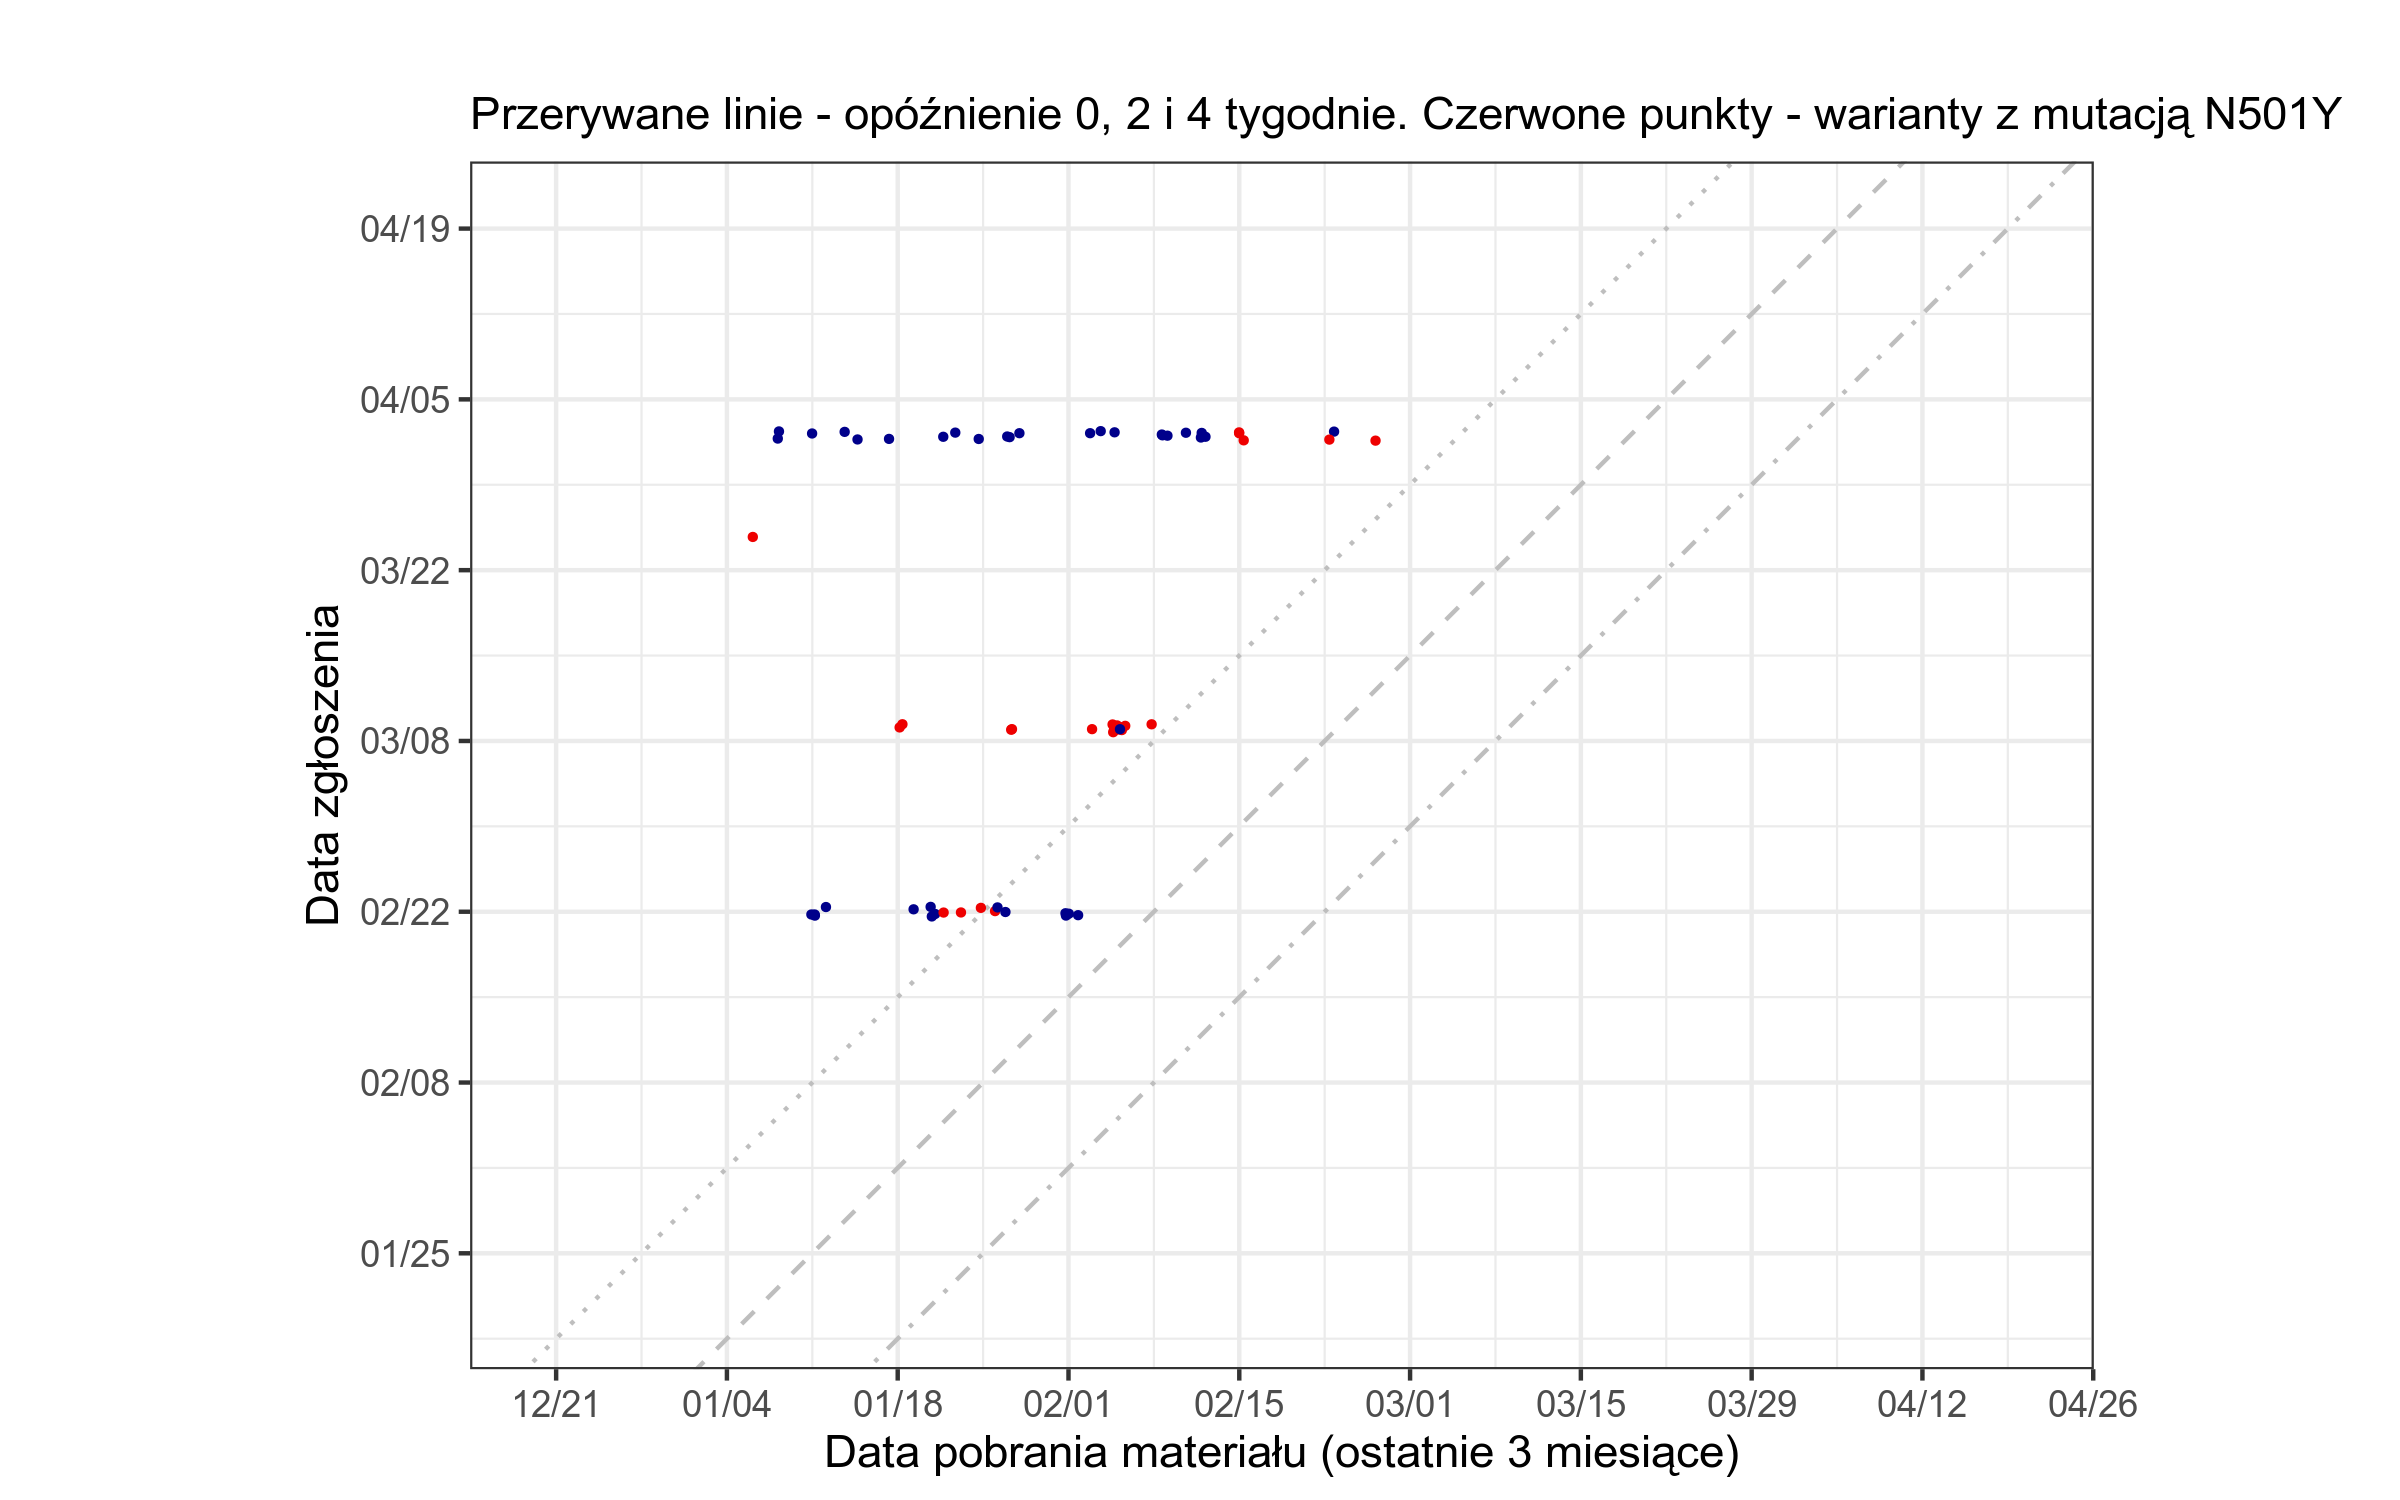 Przerywane linie - opóźnienie 0, 2 i 4 tygodnie. Czerwone punkty - warianty z mutacją N501Y
04/19
04/05
03/22
03/08
02/22
02/08
01/25
Data zgłoszenia
12/21 01/04 01/18 02/01 02/15 03/01 03/15 03/29 04/12 04/26
Data pobrania materiału (ostatnie 3 miesiące)